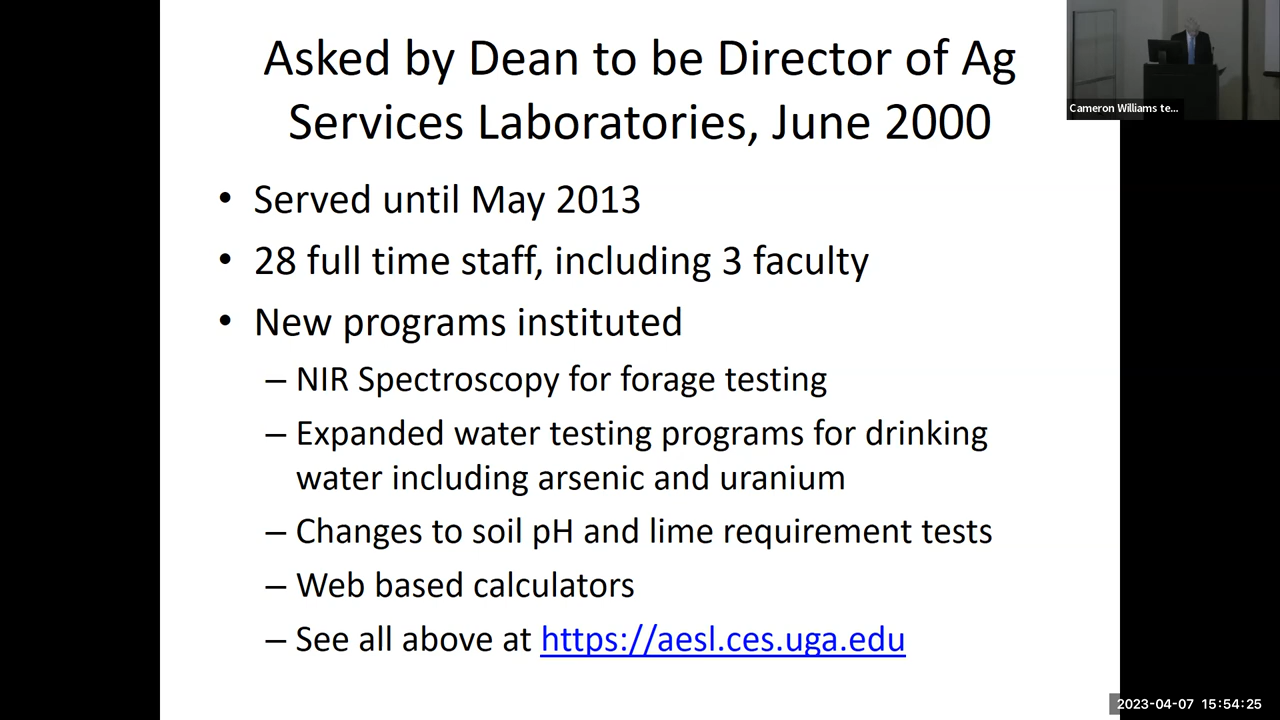 Asked by Dean to be Director of Ag
Services Laboratories, June 2000
• Served until May 2013
• 28 full time staff, including 3 faculty
• New programs instituted
– NIR Spectroscopy for forage testing
– Expanded water testing programs for drinking
water including arsenic and uranium
– Changes to soil pH and lime requirement tests
– Web based calculators
– See all above at https://aesl.ces.uga.edu
Cameron Williams te...
2023-04-07 15:54:25